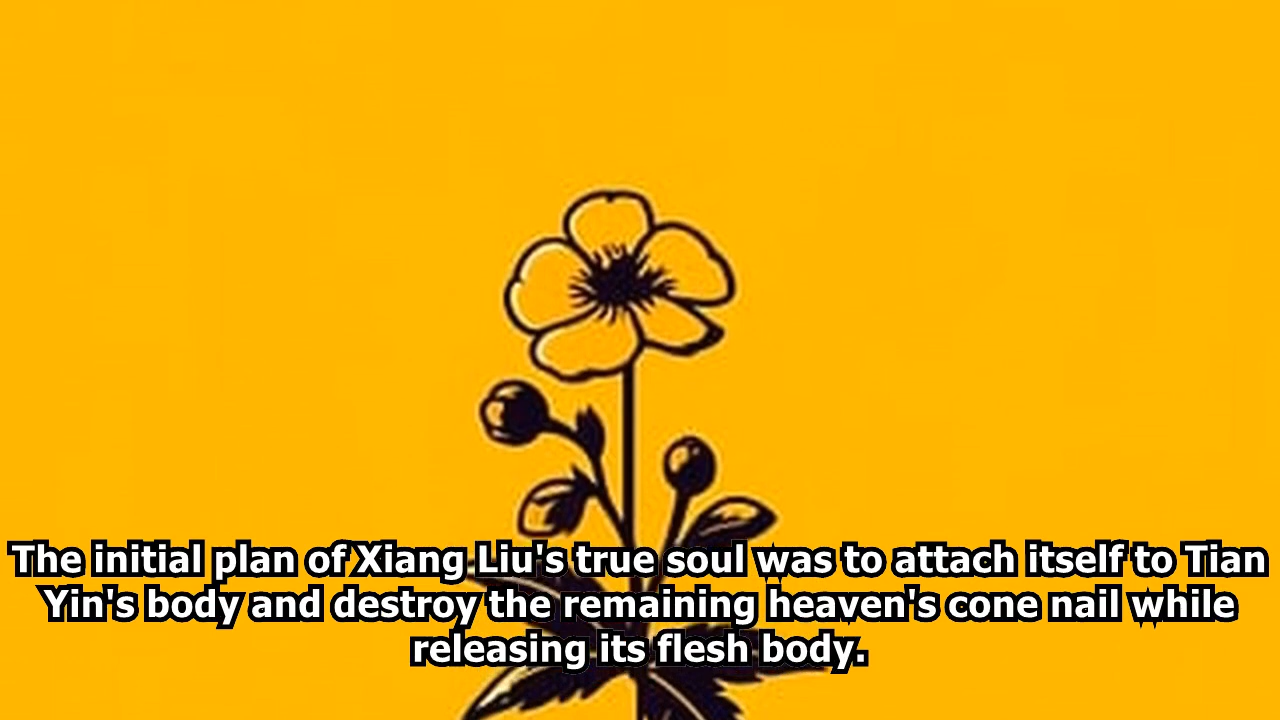 The initial plan of Xiang Liu's true soul was to attach itself to Tian
Yin's body and destroy the remaining heaven's cone nail while
releasing its flesh body.